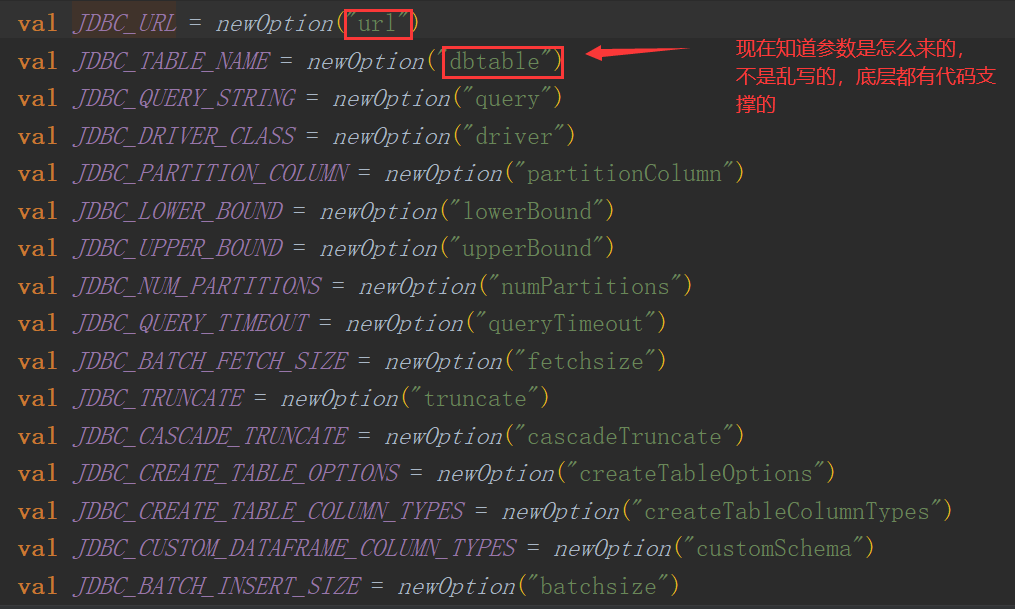 val JDBC_URL = newOption("url")
val JDBC_TABLE_NAME = newOption("dbtable")
val JDBC_QUERY_STRING = newOption("query")
val JDBC_DRIVER_CLASS = newOption("driver")
val JDBC_PARTITION_COLUMN = newOption("partitionColumn")
val JDBC_LOWER_BOUND = newOption("lowerBound")
val JDBC_UPPER_BOUND = newOption("upperBound")
val JDBC_NUM_PARTITIONS = newOption("numPartitions")
val JDBC_QUERY_TIMEOUT = newOption("queryTimeout")
val JDBC_BATCH_FETCH_SIZE = newOption("fetchsize")
val JDBC_TRUNCATE = newOption("truncate")
val JDBC_CASCADE_TRUNCATE = newOption("cascadeTruncate")
val JDBC_CREATE_TABLE_OPTIONS = newOption("createTableOptions")
val JDBC_CREATE_TABLE_COLUMN_TYPES = newOption("createTableColumnTypes")
val JDBC_CUSTOM_DATAFRAME_COLUMN_TYPES = newOption("customSchema")
val JDBC_BATCH_INSERT_SIZE = newOption("batchsize")
现在知道参数是怎么来的，
不是乱写的，底层都有代码支
撑的